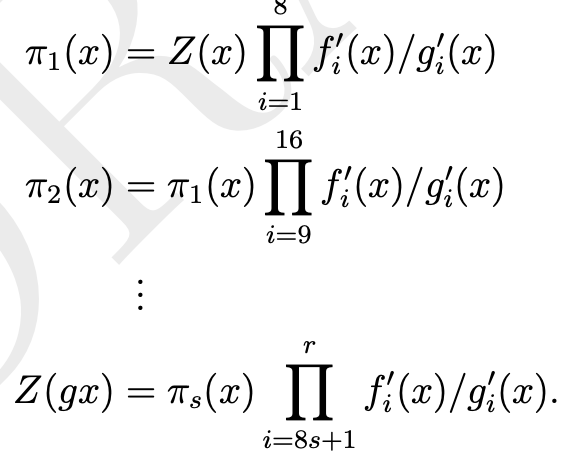 π₁(x) = Z(x) ∏_{i=1}^{8} f′ᵢ(x)/g′ᵢ(x)
π₂(x) = π₁(x) ∏_{i=9}^{16} f′ᵢ(x)/g′ᵢ(x)
⋮
Z(gx) = πₛ(x) ∏_{i=8s+1}^{r} f′ᵢ(x)/g′ᵢ(x).